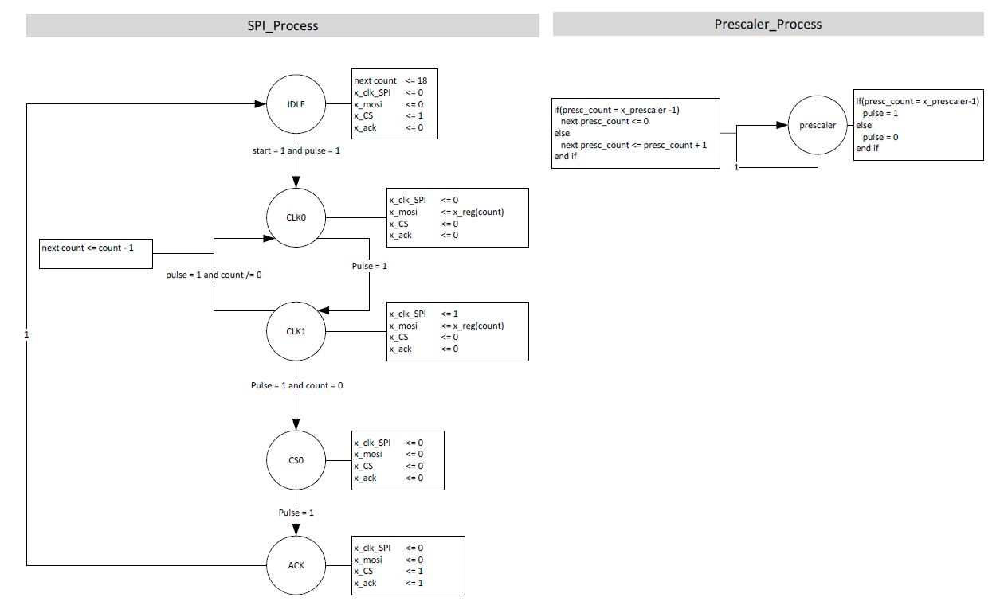 SPI_Process
IDLE
next count <= 18
x_clk_SPI <= 0
x_mosi <= 0
x_CS <= 1
x_ack <= 0
start = 1 and pulse = 1
CLK0
x_clk_SPI <= 0
x_mosi <= x_reg(count)
x_CS <= 0
x_ack <= 0
next count <= count - 1
pulse = 1 and count /= 0
Pulse = 1
CLK1
x_clk_SPI <= 1
x_mosi <= x_reg(count)
x_CS <= 0
x_ack <= 0
1
Pulse = 1 and count = 0
CS0
x_clk_SPI <= 0
x_mosi <= 0
x_CS <= 0
x_ack <= 0
Pulse = 1
ACK
x_clk_SPI <= 0
x_mosi <= 0
x_CS <= 1
x_ack <= 1
Prescaler_Process
if(presc_count = x_prescaler -1)
next presc_count <= 0
else
next presc_count <= presc_count + 1
end if
1
prescaler
If(presc_count = x_prescaler-1)
pulse = 1
else
pulse = 0
end if